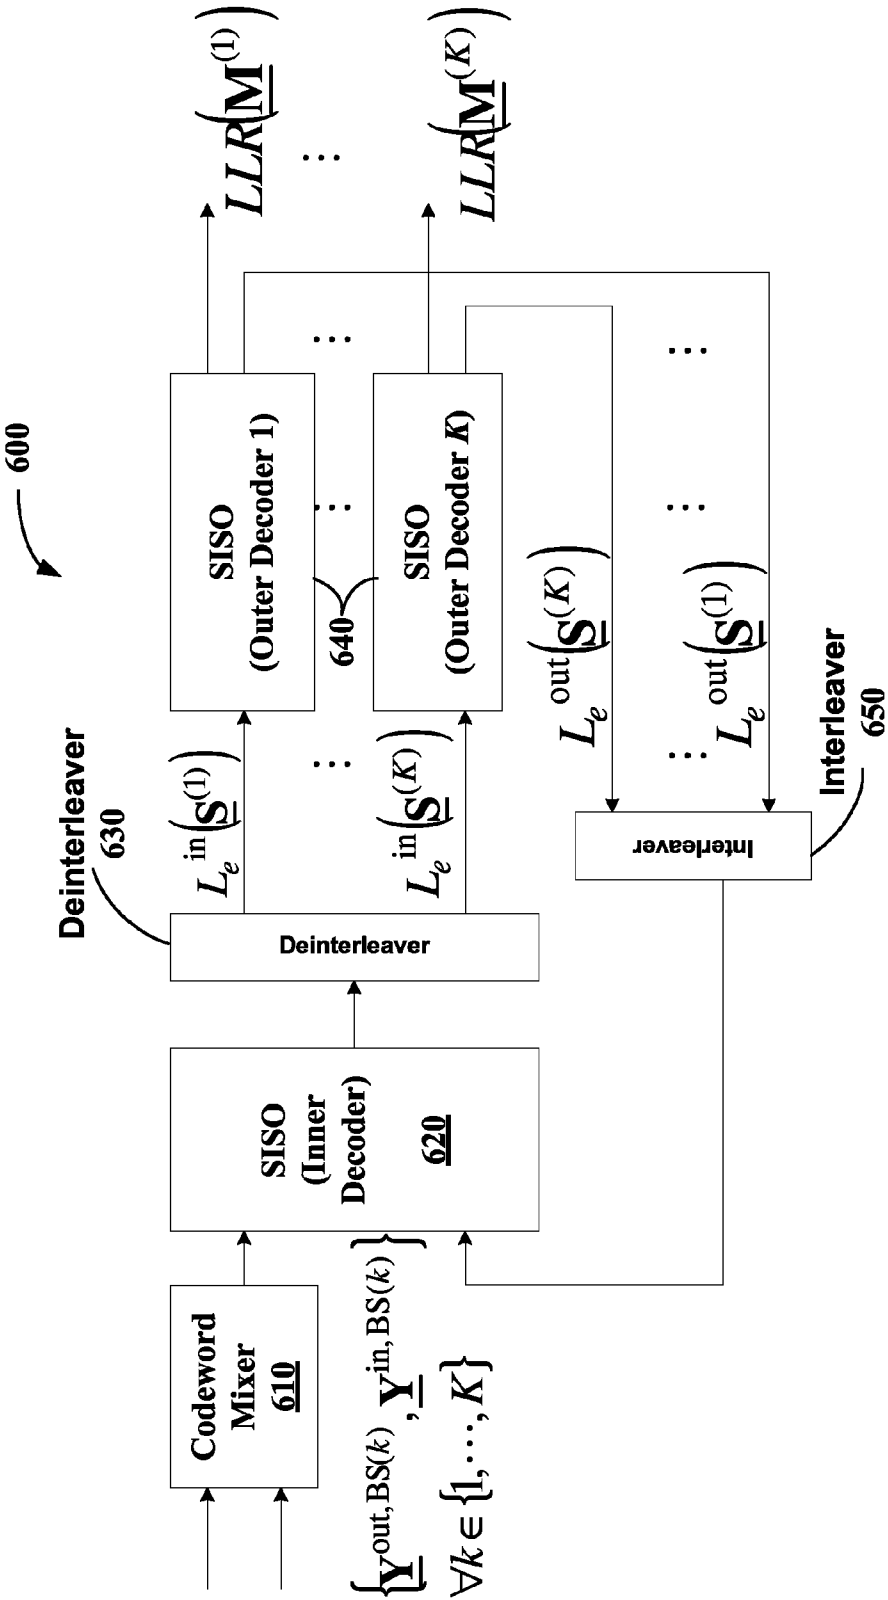 600
Codeword
Mixer
610
{Y^out,BS(k), Y^in,BS(k)}
∀k∈{1,⋯,K}
SISO
(Inner
Decoder)
620
Deinterleaver
630
Deinterleaver
L_e^in(S^(1))
⋯
L_e^in(S^(K))
SISO
(Outer Decoder 1)
⋯
640
SISO
(Outer Decoder K)
⋯
LLR(M^(1))
⋯
LLR(M^(K))
L_e^out(S^(K))
⋯ ⋯ ⋯
L_e^out(S^(1))
Interleaver
Interleaver
650